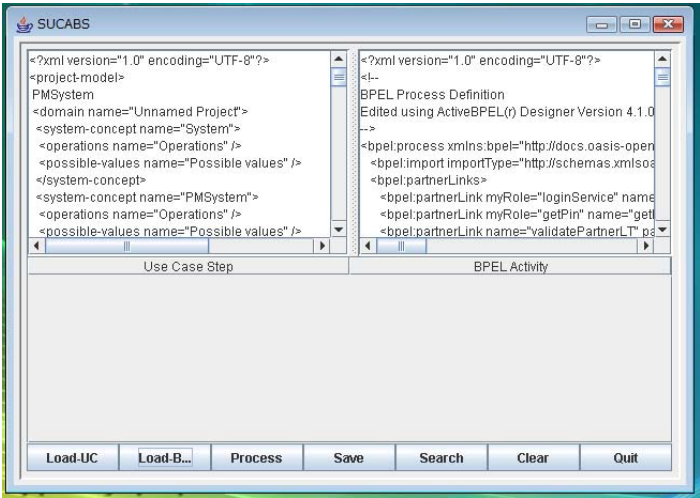 SUCABS
<?xml version="1.0" encoding="UTF-8"?>
<project-model>
PMSystem
<domain name="Unnamed Project">
<system-concept name="System">
<operations name="Operations" />
<possible-values name="Possible values" />
</system-concept>
<system-concept name="PMSystem">
<operations name="Operations" />
<possible-values name="Possible values" />
<?xml version="1.0" encoding="UTF-8"?>
<!--
BPEL Process Definition
Edited using ActiveBPEL(r) Designer Version 4.1.0
-->
<bpel:process xmlns:bpel="http://docs.oasis-open
<bpel:import importType="http://schemas.xmlsoa
<bpel:partnerLinks>
<bpel:partnerLink myRole="loginService" name
<bpel:partnerLink myRole="getPin" name="get
<bpel:partnerLink name="validatePartnerLT" pa
Use Case Step
BPEL Activity
Load-UC
Load-B...
Process
Save
Search
Clear
Quit